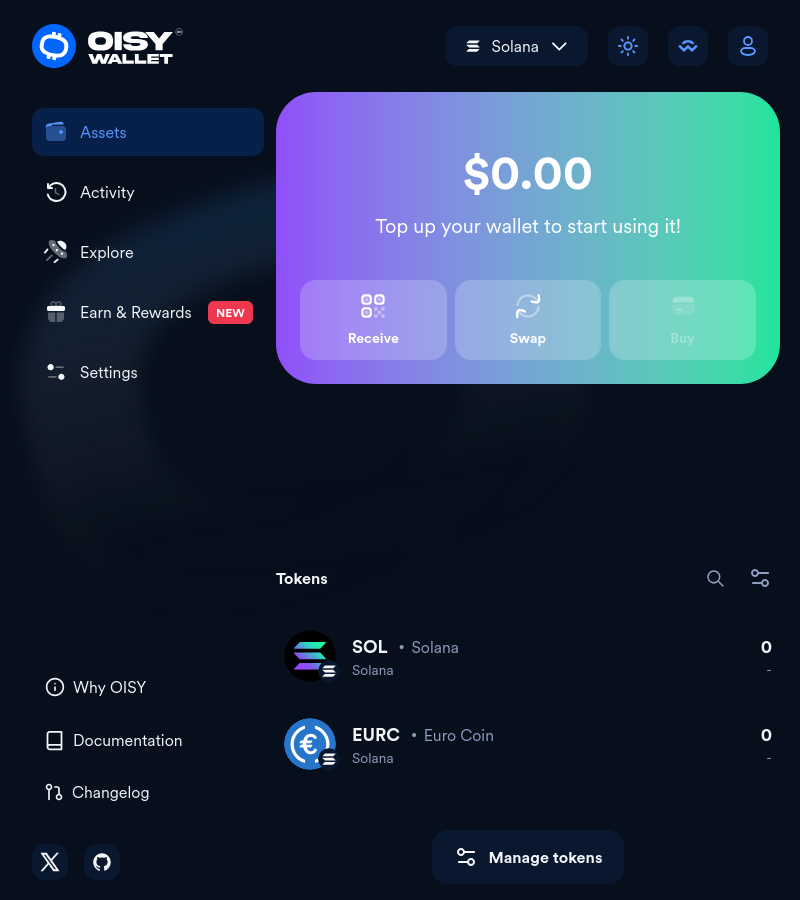 OISY
WALLET
Solana
Assets
Activity
Explore
Earn & Rewards NEW
Settings
$0.00
Top up your wallet to start using it!
Receive
Swap
Buy
Tokens
SOL • Solana
Solana
0
-
EURC • Euro Coin
Solana
0
-
Manage tokens
Why OISY
Documentation
Changelog